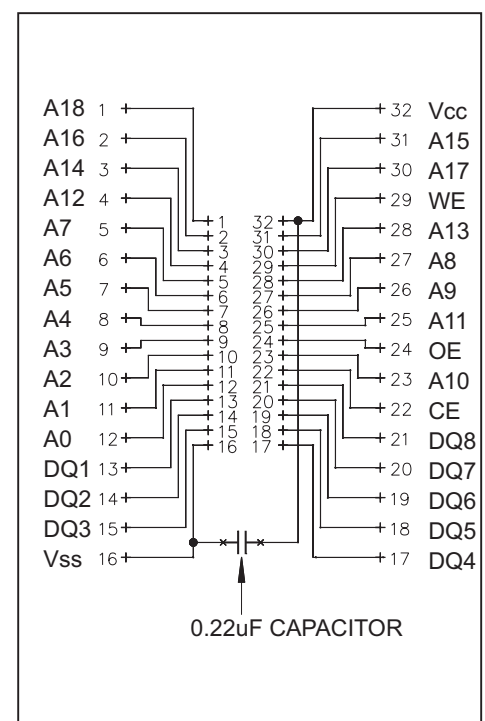 A18 1
A16 2
A14 3
A12 4
A7 5
A6 6
A5 7
A4 8
A3 9
A2 10
A1 11
A0 12
DQ1 13
DQ2 14
DQ3 15
Vss 16
1 32
2 31
3 30
4 29
5 28
6 27
7 26
8 25
9 24
10 23
11 22
12 21
13 20
14 19
15 18
16 17
32 Vcc
31 A15
30 A17
29 WE
28 A13
27 A8
26 A9
25 A11
24 OE
23 A10
22 CE
21 DQ8
20 DQ7
19 DQ6
18 DQ5
17 DQ4
0.22uF CAPACITOR